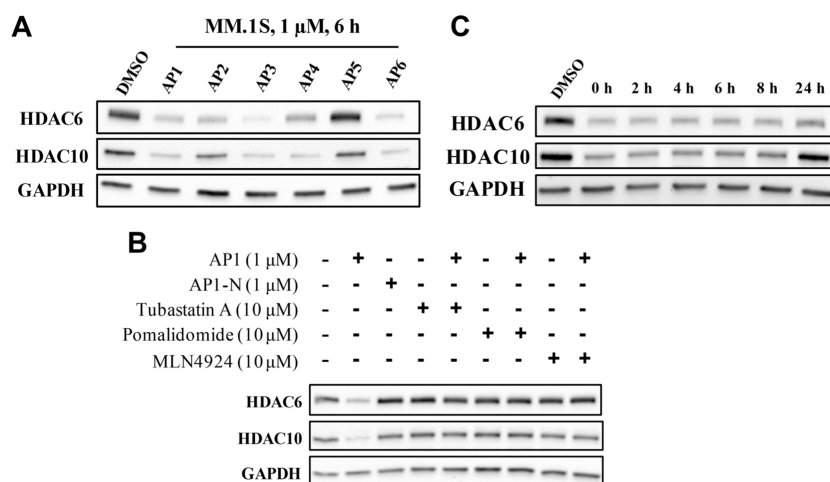 A
MM.1S, 1 μM, 6 h
DMSO AP1 AP2 AP3 AP4 AP5 AP6
HDAC6
HDAC10
GAPDH
C
DMSO 0 h 2 h 4 h 6 h 8 h 24 h
HDAC6
HDAC10
GAPDH
B
AP1 (1 μM) - + - - + - + - +
AP1-N (1 μM) - - + - - - - - -
Tubastatin A (10 μM) - - - + + - - - -
Pomalidomide (10 μM) - - - - - + + - -
MLN4924 (10 μM) - - - - - - - + +
HDAC6
HDAC10
GAPDH